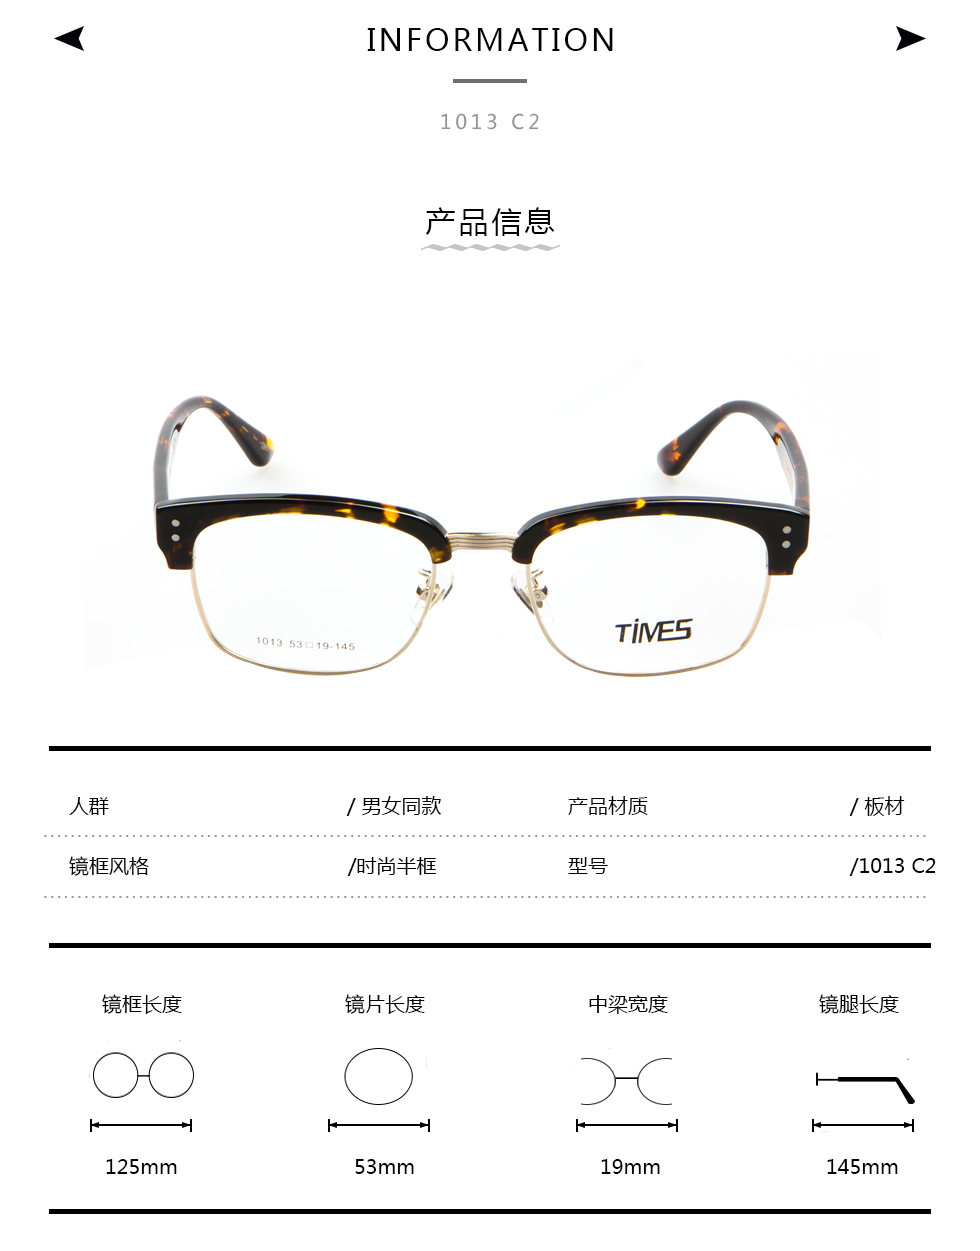 INFORMATION
1013 C2
产品信息
1013 53□19-145
TiMES
人群 / 男女同款 产品材质 / 板材
镜框风格 /时尚半框 型号 /1013 C2
镜框长度 镜片长度 中梁宽度 镜腿长度
125mm 53mm 19mm 145mm